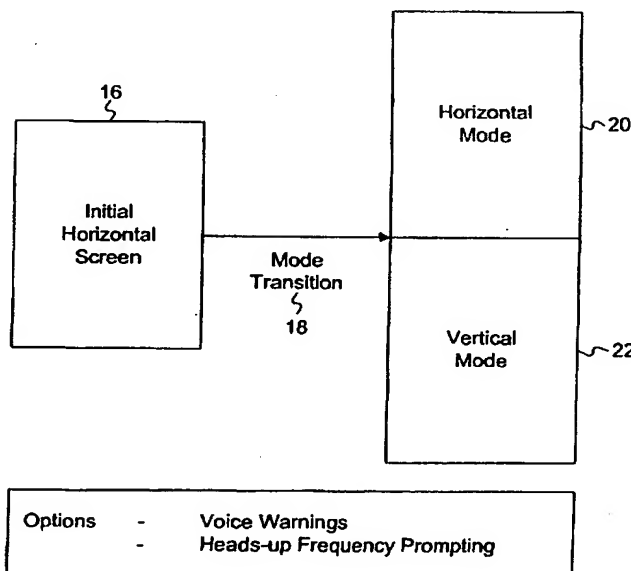 16
Initial
Horizontal
Screen
Mode
Transition
18
Horizontal
Mode
20
Vertical
Mode
22
Options - Voice Warnings
- Heads-up Frequency Prompting